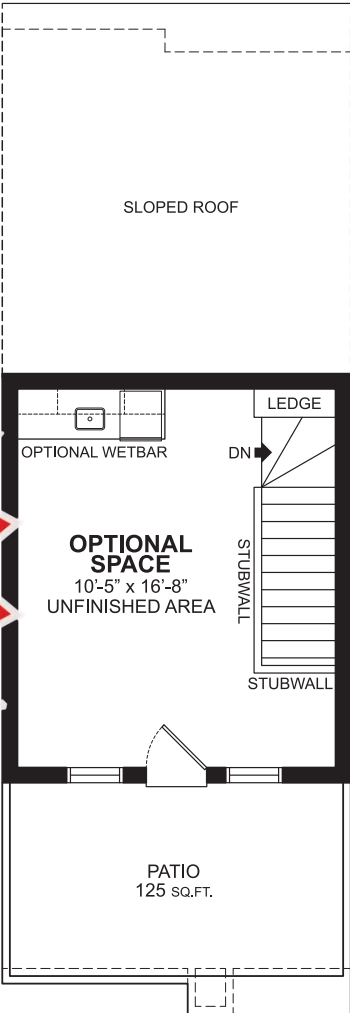 SLOPED ROOF
LEDGE
OPTIONAL WETBAR
DN
OPTIONAL
SPACE
10'-5" x 16'-8"
UNFINISHED AREA
STUBWALL
STUBWALL
PATIO
125 SQ.FT.